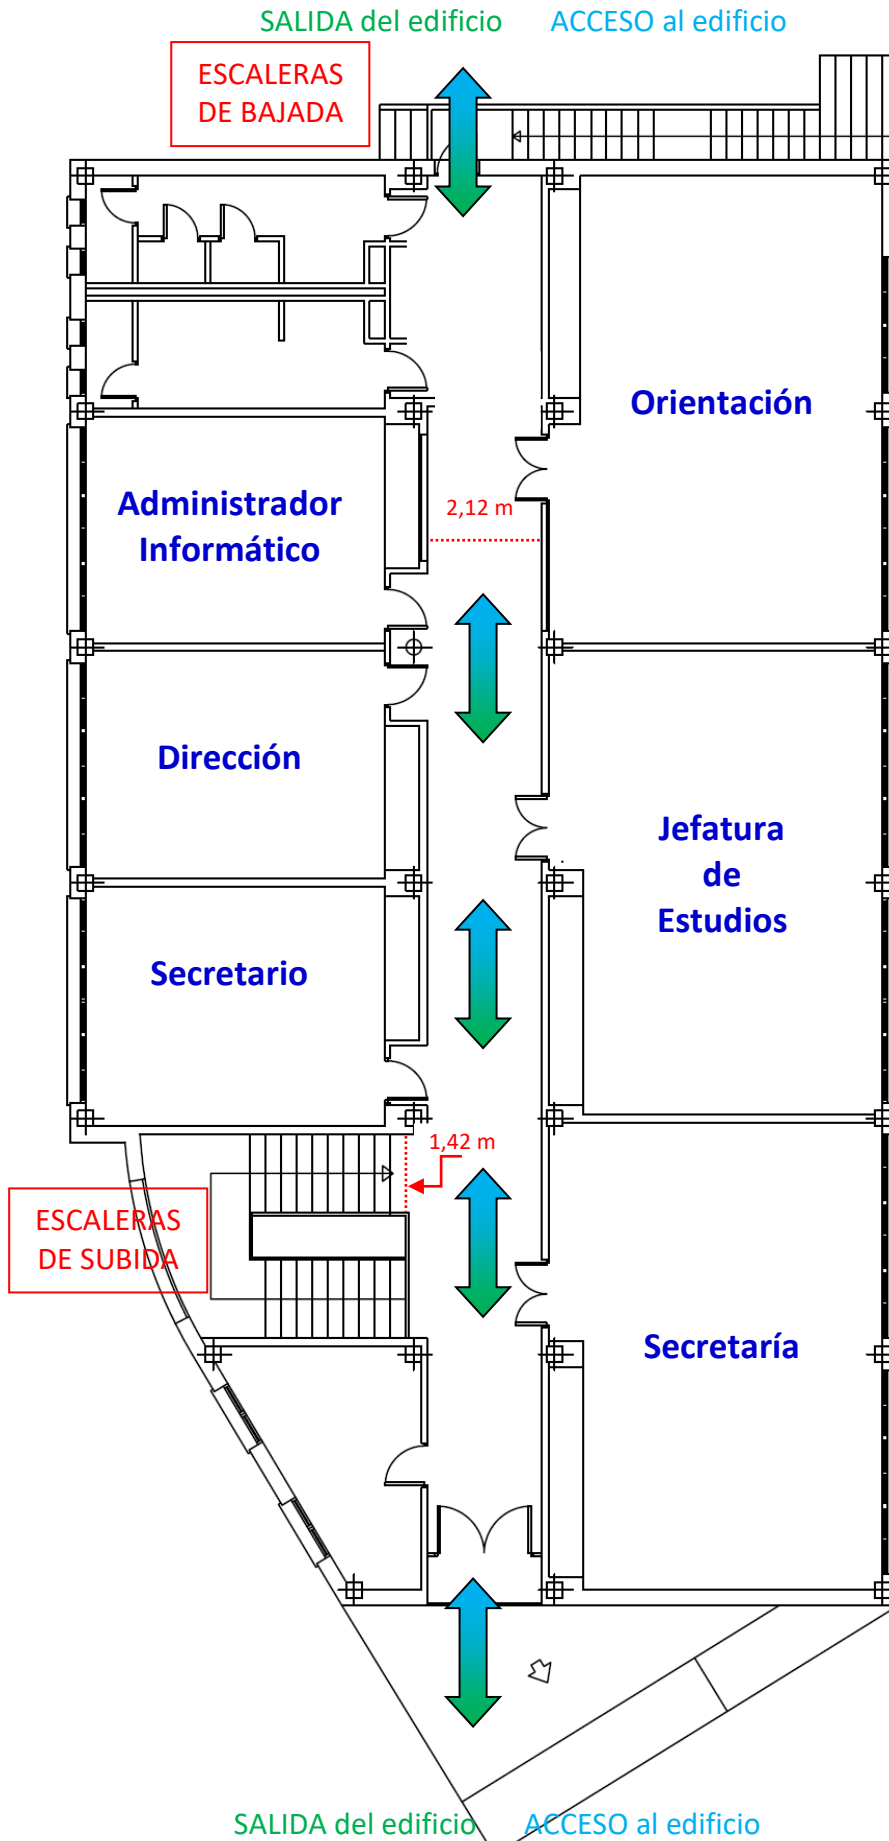 SALIDA del edificio ACCESO al edificio
ESCALERAS
DE BAJADA
Orientación
Administrador
Informático
2,12 m
Dirección
Jefatura
de
Estudios
Secretario
1,42 m
ESCALERAS
DE SUBIDA
Secretaría
SALIDA del edificio ACCESO al edificio